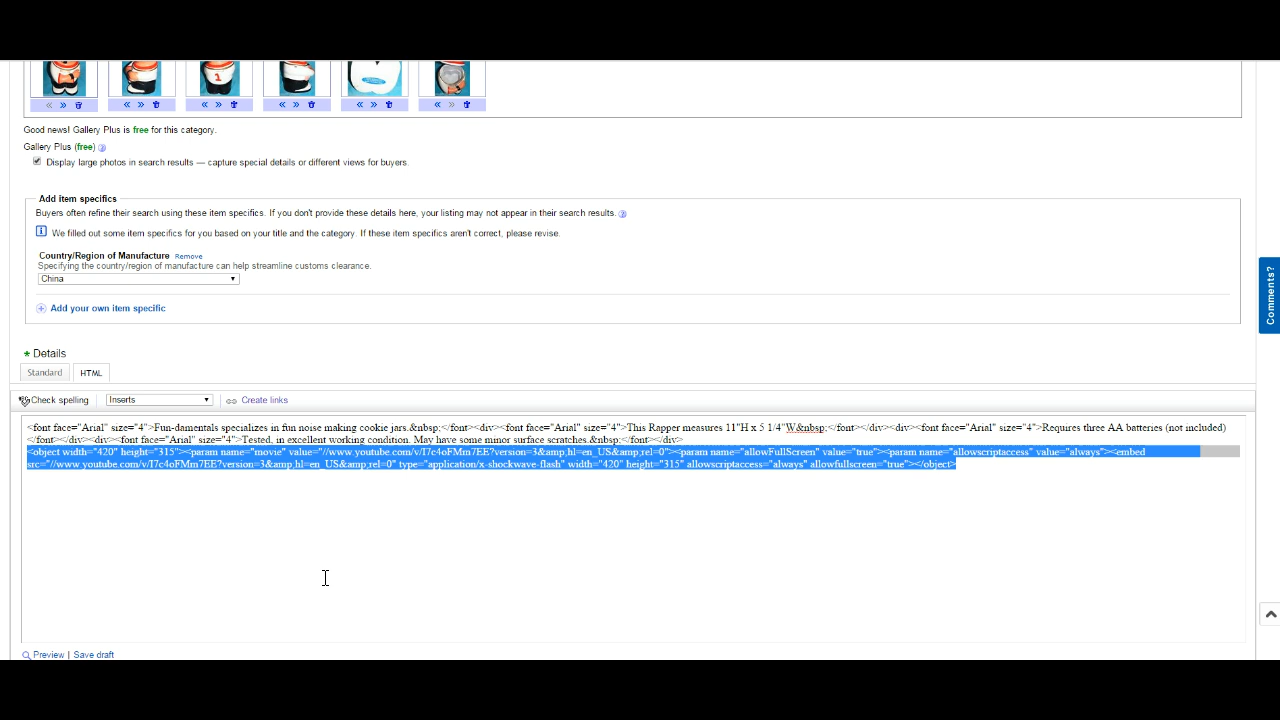 1
« » « » « » « » « » « »
Good news! Gallery Plus is free for this category.
Gallery Plus (free) ?
Display large photos in search results — capture special details or different views for buyers.
Add item specifics
Buyers often refine their search using these item specifics. If you don't provide these details here, your listing may not appear in their search results. ?
We filled out some item specifics for you based on your title and the category. If these item specifics aren't correct, please revise.
Country/Region of Manufacture Remove
Specifying the country/region of manufacture can help streamline customs clearance.
China
Add your own item specific
Comments?
* Details
Standard HTML
Check spelling Inserts Create links
<font face="Arial" size="4">Fun-damentals specializes in fun noise making cookie jars.&nbsp;</font><div><font face="Arial" size="4">This Rapper measures 11"H x 5 1/4"W&nbsp;</font></div><div><font face="Arial" size="4">Requires three AA batteries (not included)
</font></div><div><font face="Arial" size="4">Tested, in excellent working condition. May have some minor surface scratches.&nbsp;</font></div>
<object width="420" height="315"><param name="movie" value="//www.youtube.com/v/I7c4oFMm7EE?version=3&amp;hl=en_US&amp;rel=0"><param name="allowFullScreen" value="true"><param name="allowscriptaccess" value="always"><embed
src="//www.youtube.com/v/I7c4oFMm7EE?version=3&amp;hl=en_US&amp;rel=0" type="application/x-shockwave-flash" width="420" height="315" allowscriptaccess="always" allowfullscreen="true"></object>
Preview | Save draft